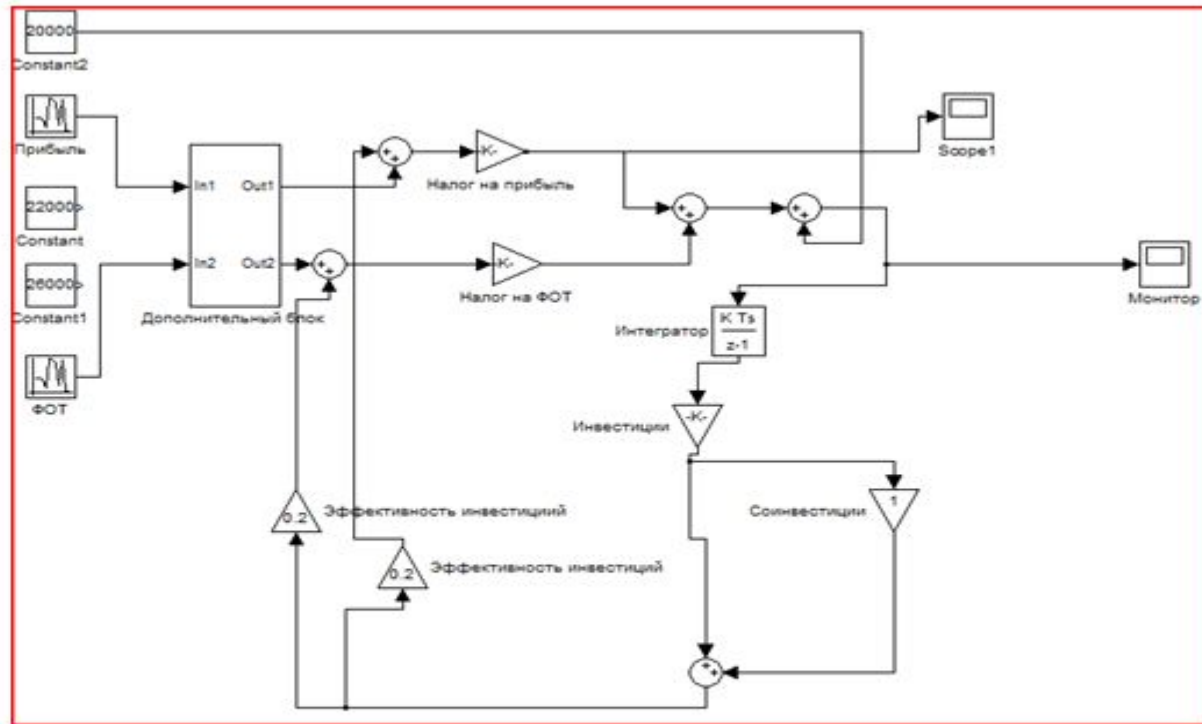 20000
Constant2
Прибыль
22000
Constant
26000
Constant1
ФОТ
In1
Out1
In2
Out2
Дополнительный блок
-K-
Налог на прибыль
-K-
Налог на ФОТ
Scope1
Монитор
Интегратор
K Ts
z-1
Инвестиции
-K-
Соинвестиции
1
0.2
Эффективность инвестициий
0.2
Эффективность инвестиций